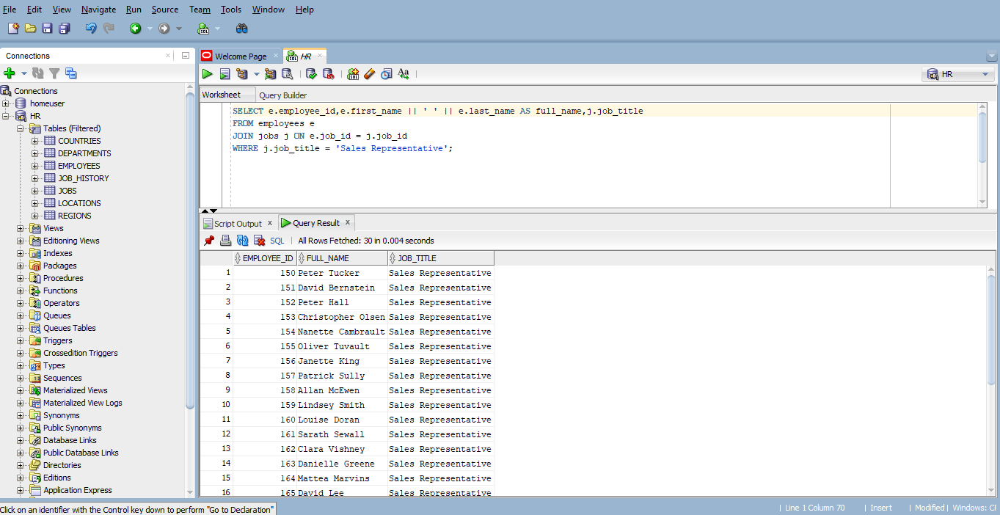 File Edit View Navigate Run Source Team Tools Window Help
Connections
Welcome Page
HR
HR
Connections
homeuser
HR
Tables (Filtered)
COUNTRIES
DEPARTMENTS
EMPLOYEES
JOB_HISTORY
JOBS
LOCATIONS
REGIONS
Views
Editioning Views
Indexes
Packages
Procedures
Functions
Operators
Queues
Queues Tables
Triggers
Crossedition Triggers
Types
Sequences
Materialized Views
Materialized View Logs
Synonyms
Public Synonyms
Database Links
Public Database Links
Directories
Editions
Application Express
Worksheet Query Builder
SELECT e.employee_id,e.first_name || ' ' || e.last_name AS full_name,j.job_title
FROM employees e
JOIN jobs j ON e.job_id = j.job_id
WHERE j.job_title = 'Sales Representative';
Script Output x Query Result x
SQL | All Rows Fetched: 30 in 0.004 seconds
EMPLOYEE_ID FULL_NAME JOB_TITLE
1 150 Peter Tucker Sales Representative
2 151 David Bernstein Sales Representative
3 152 Peter Hall Sales Representative
4 153 Christopher Olsen Sales Representative
5 154 Nanette Cambrault Sales Representative
6 155 Oliver Tuvault Sales Representative
7 156 Janette King Sales Representative
8 157 Patrick Sully Sales Representative
9 158 Allan McEwen Sales Representative
10 159 Lindsey Smith Sales Representative
11 160 Louise Doran Sales Representative
12 161 Sarath Sewall Sales Representative
13 162 Clara Vishney Sales Representative
14 163 Danielle Greene Sales Representative
15 164 Mattea Marvins Sales Representative
16 165 David Lee Sales Representative
Click on an identifier with the Control key down to perform "Go to Declaration"
| Line 1 Column 70 | Insert | Modified | Windows: CF